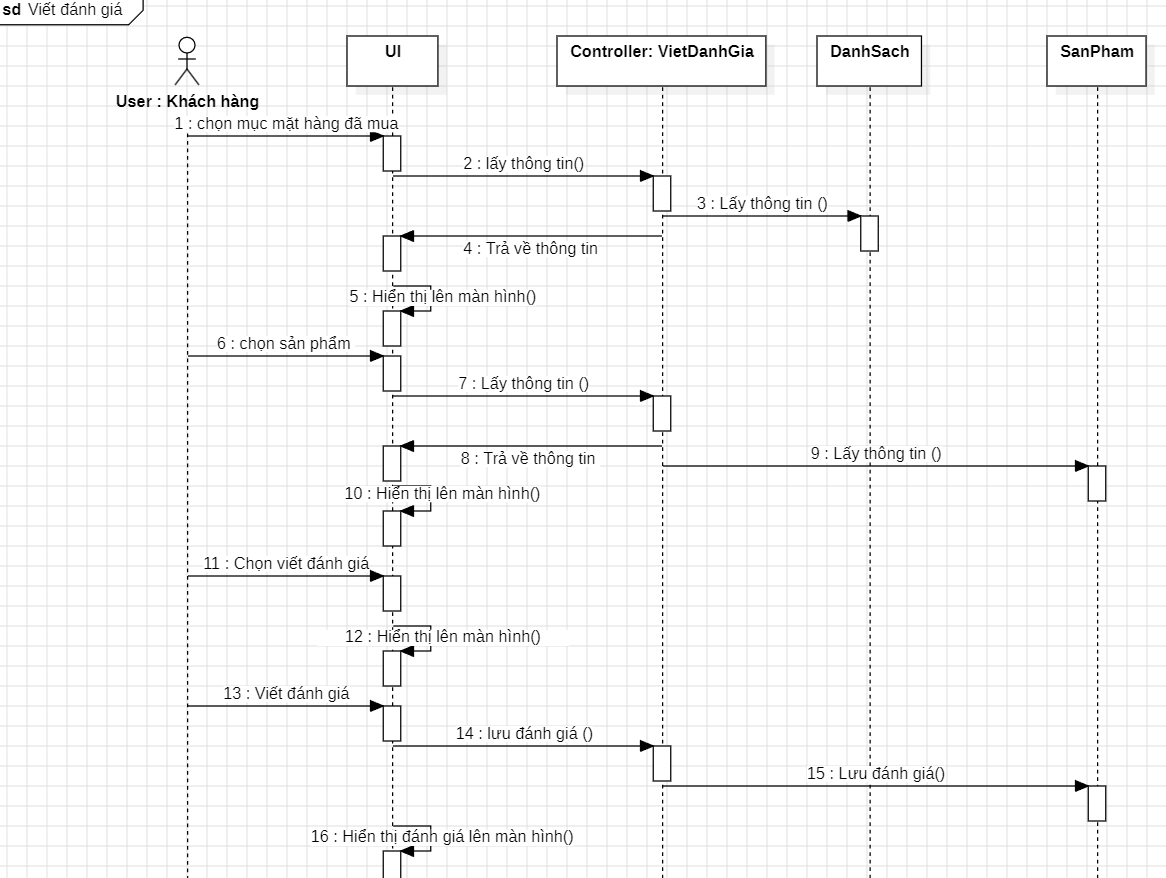 sd Viết đánh giá
UI
Controller: VietDanhGia
DanhSach
SanPham
User : Khách hàng
1 : chọn mục mặt hàng đã mua
2 : lấy thông tin()
3 : Lấy thông tin ()
4 : Trả về thông tin
5 : Hiển thị lên màn hình()
6 : chọn sản phẩm
7 : Lấy thông tin ()
8 : Trả về thông tin
9 : Lấy thông tin ()
10 : Hiển thị lên màn hình()
11 : Chọn viết đánh giá
12 : Hiển thị lên màn hình()
13 : Viết đánh giá
14 : lưu đánh giá ()
15 : Lưu đánh giá()
16 : Hiển thị đánh giá lên màn hình()